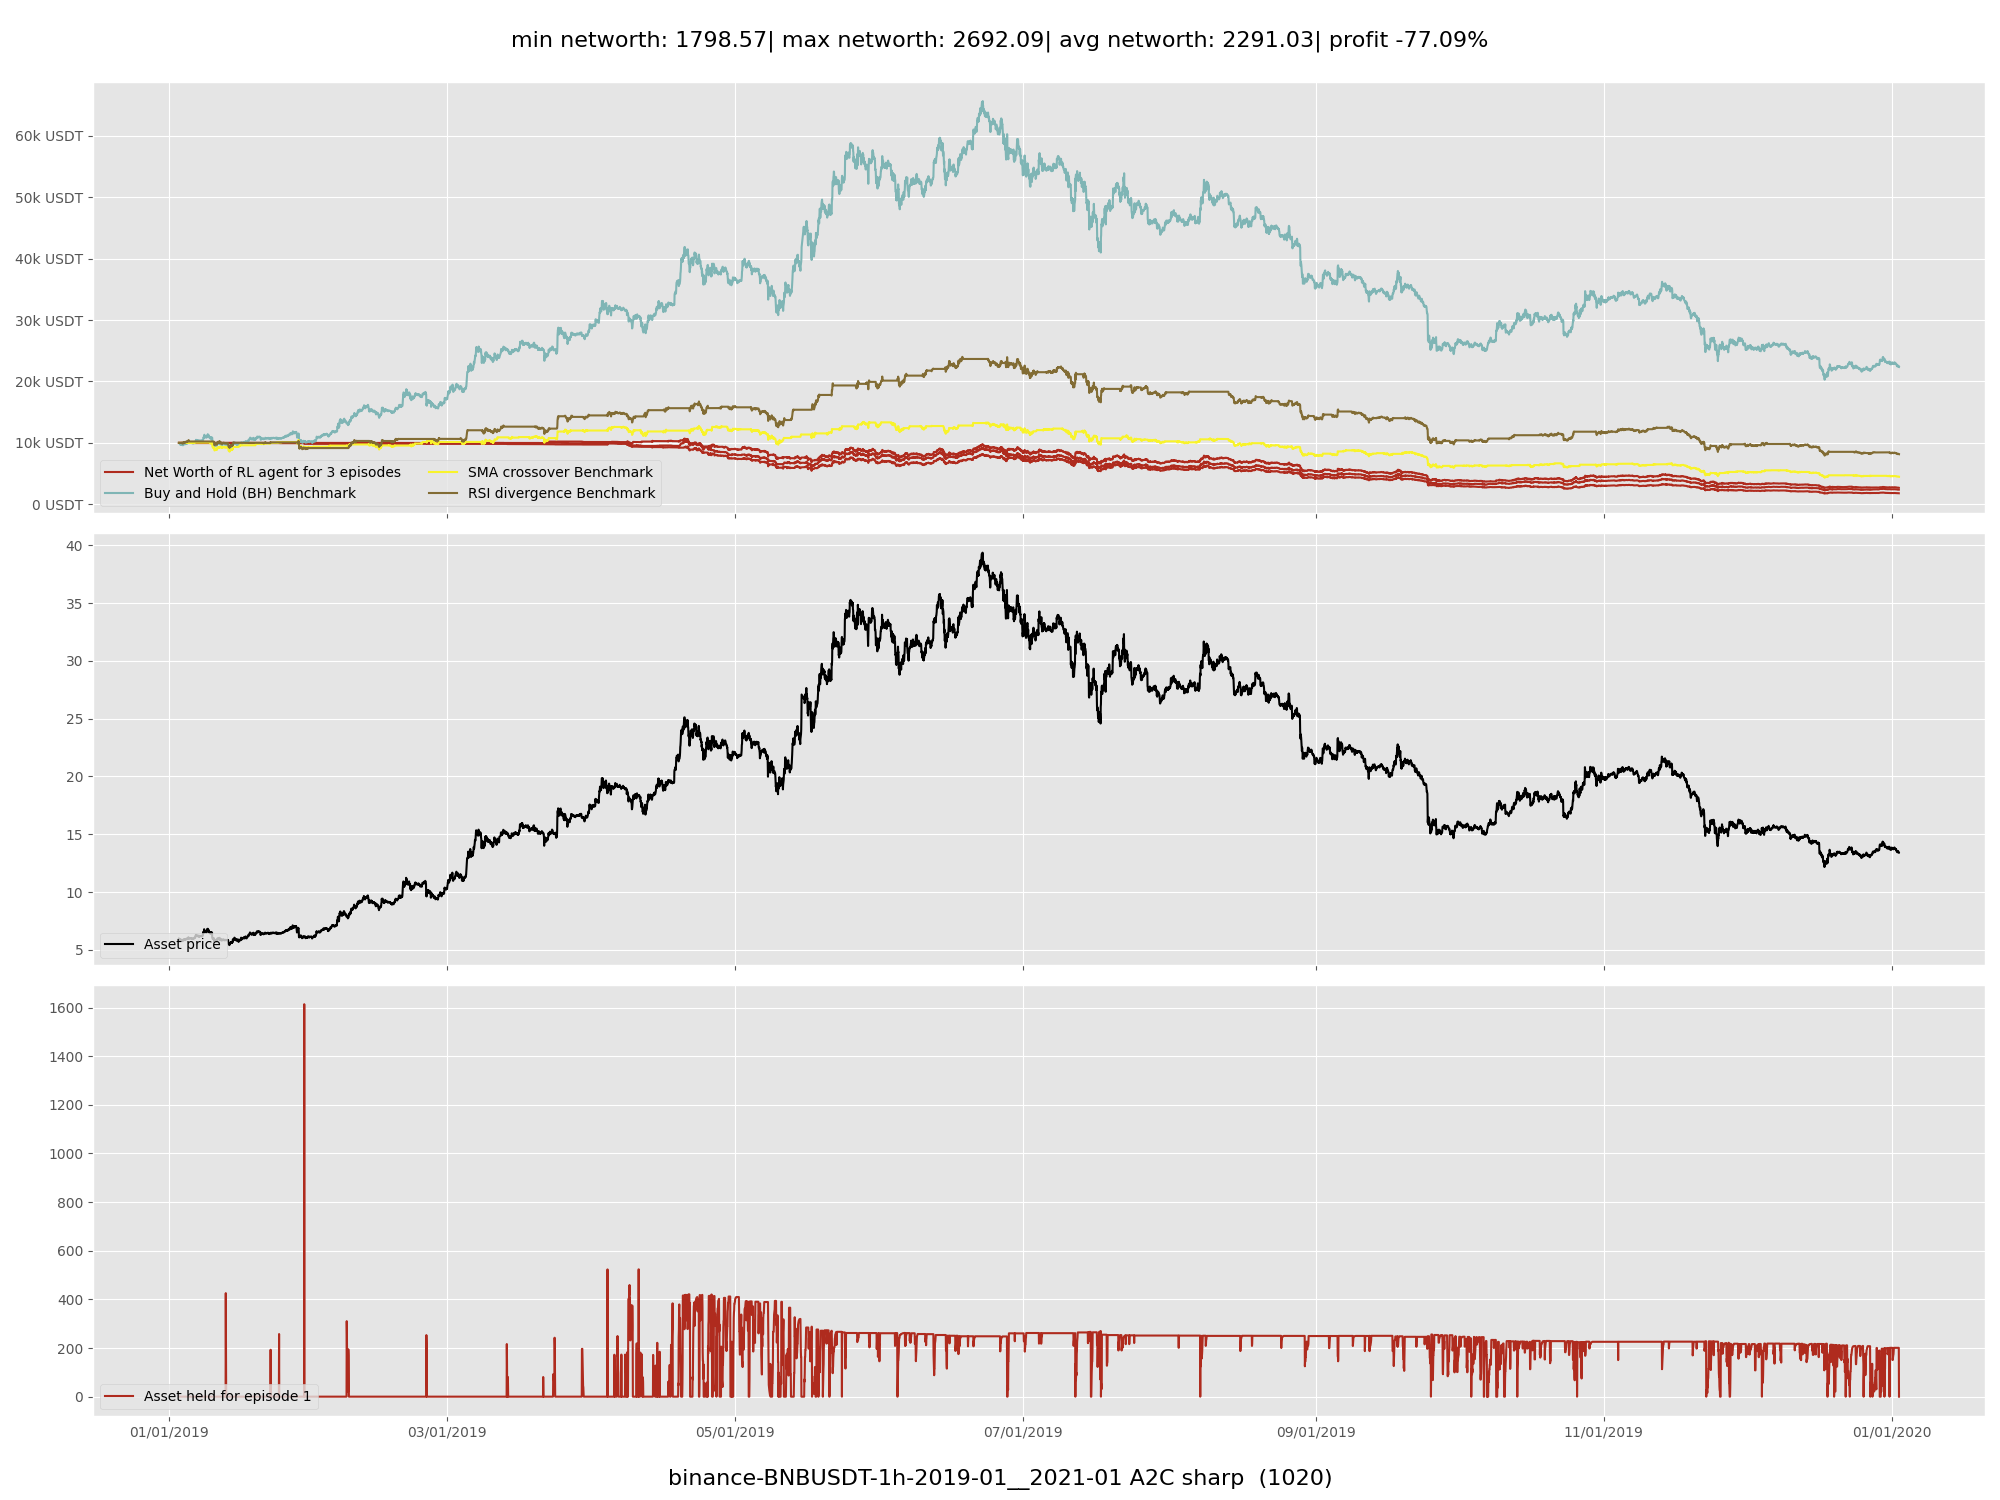 min networth: 1798.57| max networth: 2692.09| avg networth: 2291.03| profit -77.09%
60k USDT
50k USDT
40k USDT
30k USDT
20k USDT
10k USDT
0 USDT
Net Worth of RL agent for 3 episodes
Buy and Hold (BH) Benchmark
SMA crossover Benchmark
RSI divergence Benchmark
40
35
30
25
20
15
10
5
Asset price
1600
1400
1200
1000
800
600
400
200
0
Asset held for episode 1
01/01/2019 03/01/2019 05/01/2019 07/01/2019 09/01/2019 11/01/2019 01/01/2020
binance-BNBUSDT-1h-2019-01__2021-01 A2C sharp (1020)